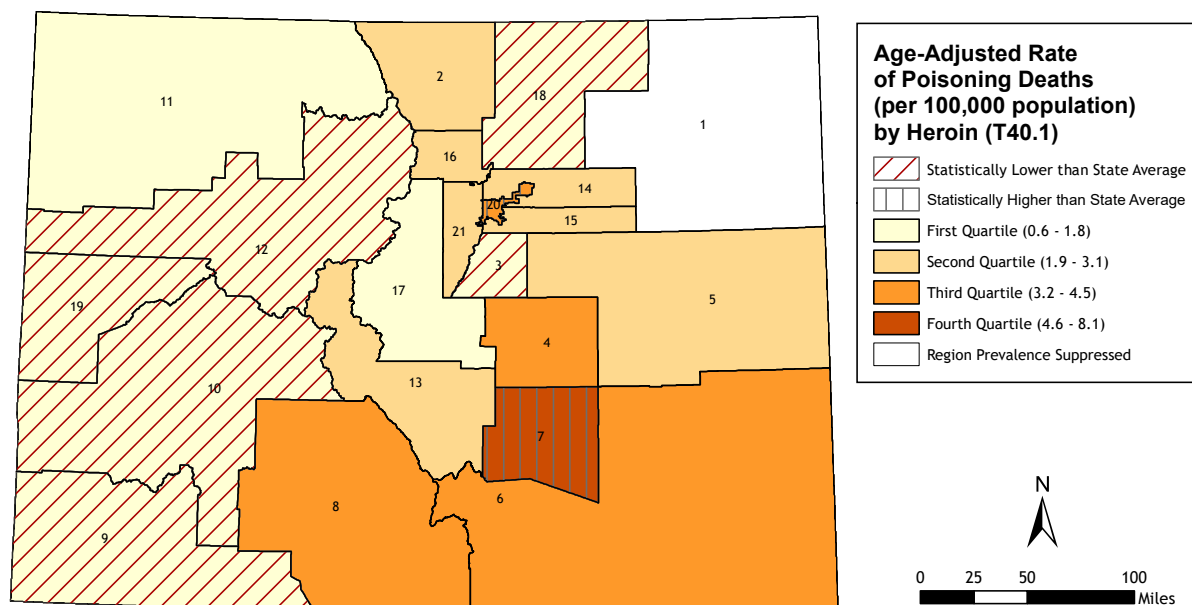 11
2
18
1
16
14
20
15
12
21
3
19
17
5
4
10
13
7
8
6
9
Age-Adjusted Rate
of Poisoning Deaths
(per 100,000 population)
by Heroin (T40.1)
Statistically Lower than State Average
Statistically Higher than State Average
First Quartile (0.6 - 1.8)
Second Quartile (1.9 - 3.1)
Third Quartile (3.2 - 4.5)
Fourth Quartile (4.6 - 8.1)
Region Prevalence Suppressed
N
0 25 50 100
Miles